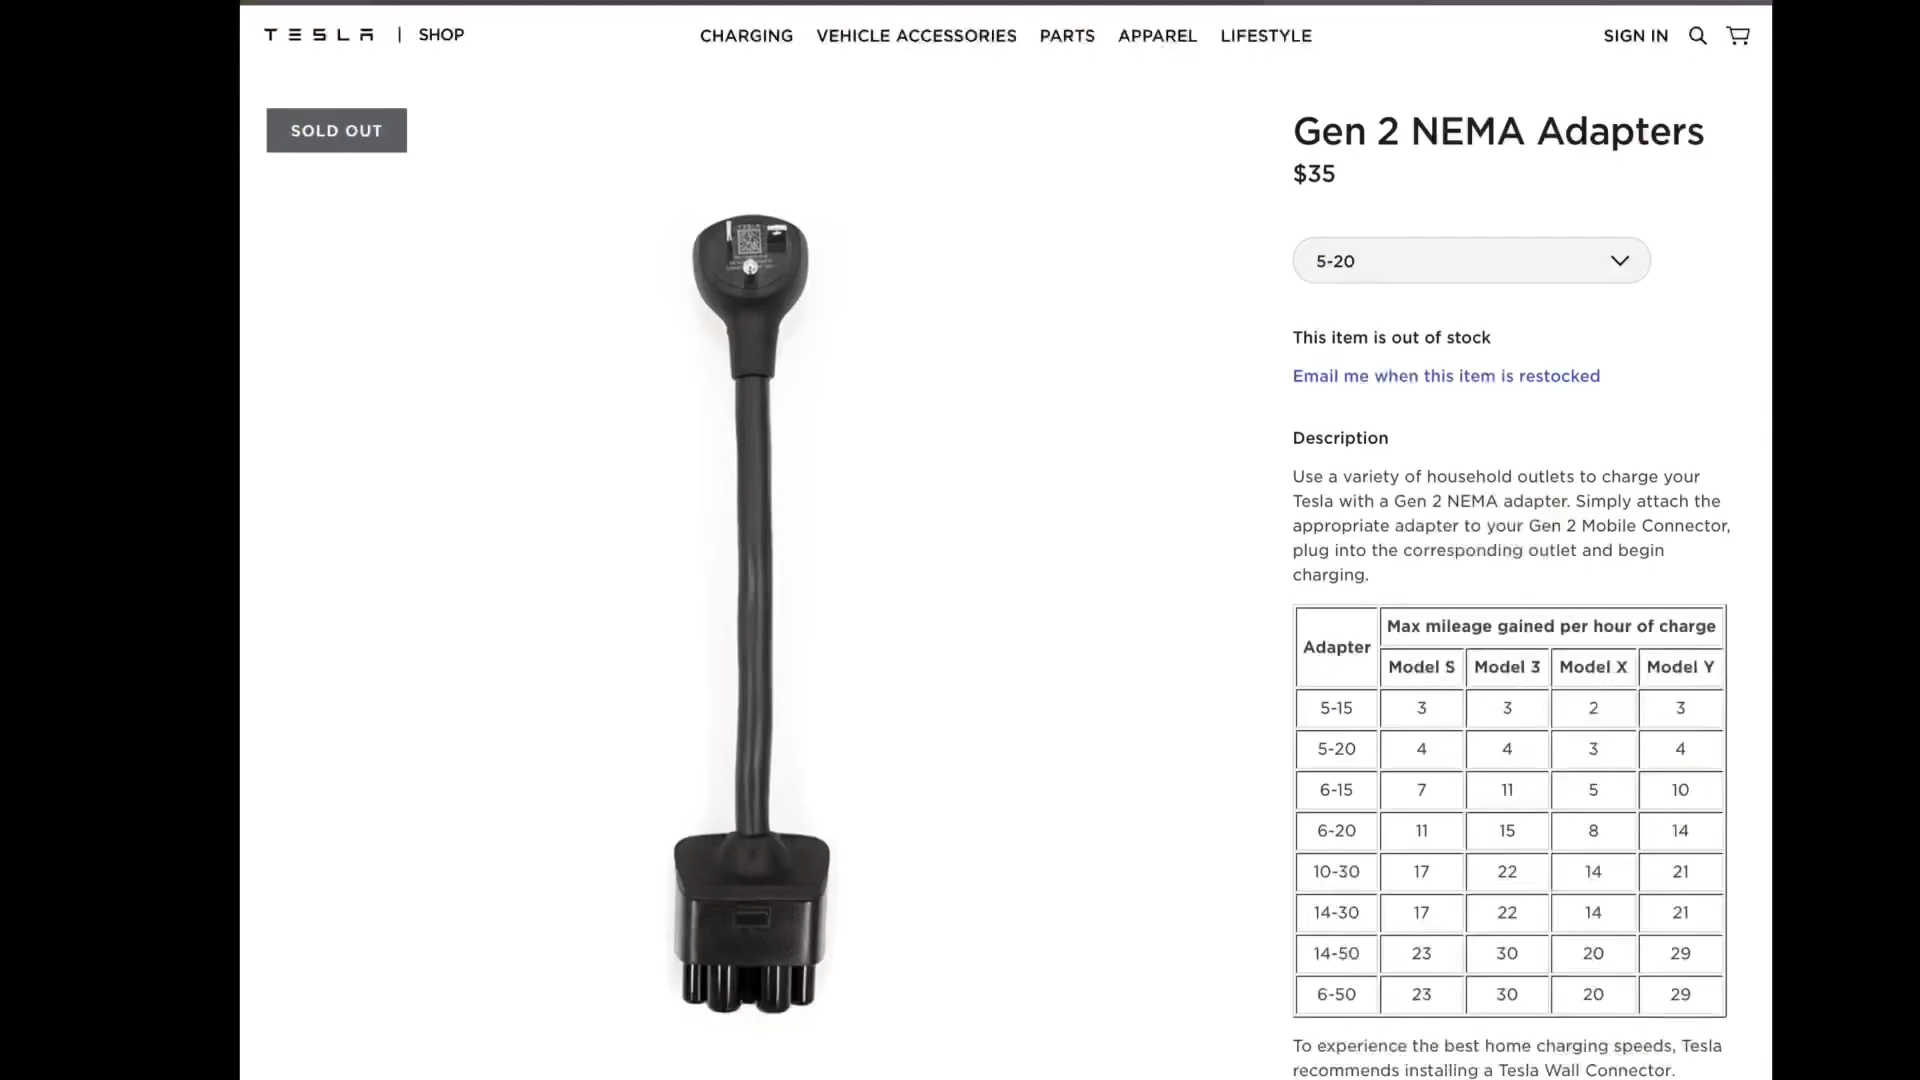 TESLA | SHOP
CHARGING VEHICLE ACCESSORIES PARTS APPAREL LIFESTYLE
SIGN IN
SOLD OUT
Gen 2 NEMA Adapters
$35
5-20
This item is out of stock
Email me when this item is restocked
Description
Use a variety of household outlets to charge your
Tesla with a Gen 2 NEMA adapter. Simply attach the
appropriate adapter to your Gen 2 Mobile Connector,
plug into the corresponding outlet and begin
charging.
Adapter Max mileage gained per hour of charge
Model S Model 3 Model X Model Y
5-15 3 3 2 3
5-20 4 4 3 4
6-15 7 11 5 10
6-20 11 15 8 14
10-30 17 22 14 21
14-30 17 22 14 21
14-50 23 30 20 29
6-50 23 30 20 29
To experience the best home charging speeds, Tesla
recommends installing a Tesla Wall Connector.